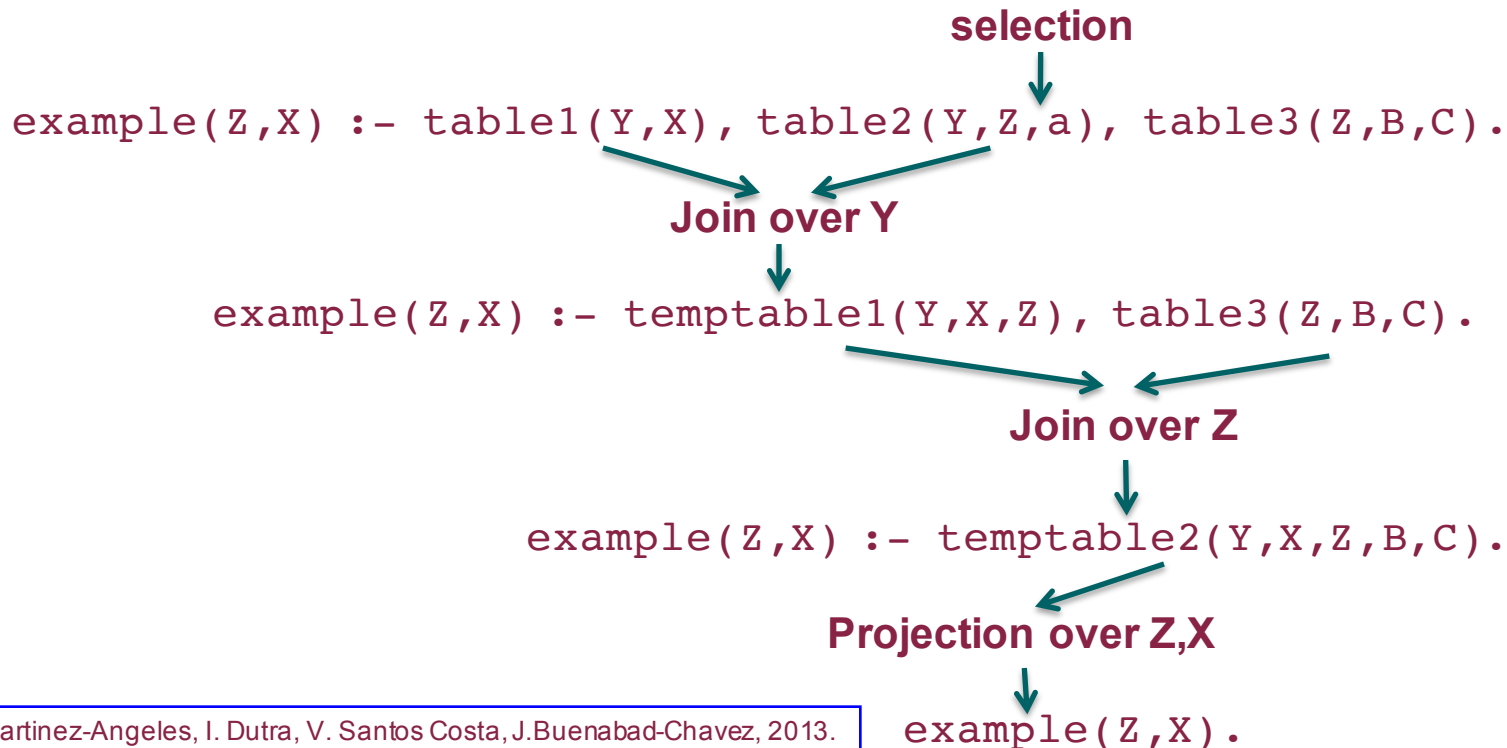 selection
example(Z,X) :- table1(Y,X), table2(Y,Z,a), table3(Z,B,C).
Join over Y
example(Z,X) :- temptable1(Y,X,Z), table3(Z,B,C).
Join over Z
example(Z,X) :- temptable2(Y,X,Z,B,C).
Projection over Z,X
artinez-Angeles, I. Dutra, V. Santos Costa, J.Buenabad-Chavez, 2013.
example(Z,X).